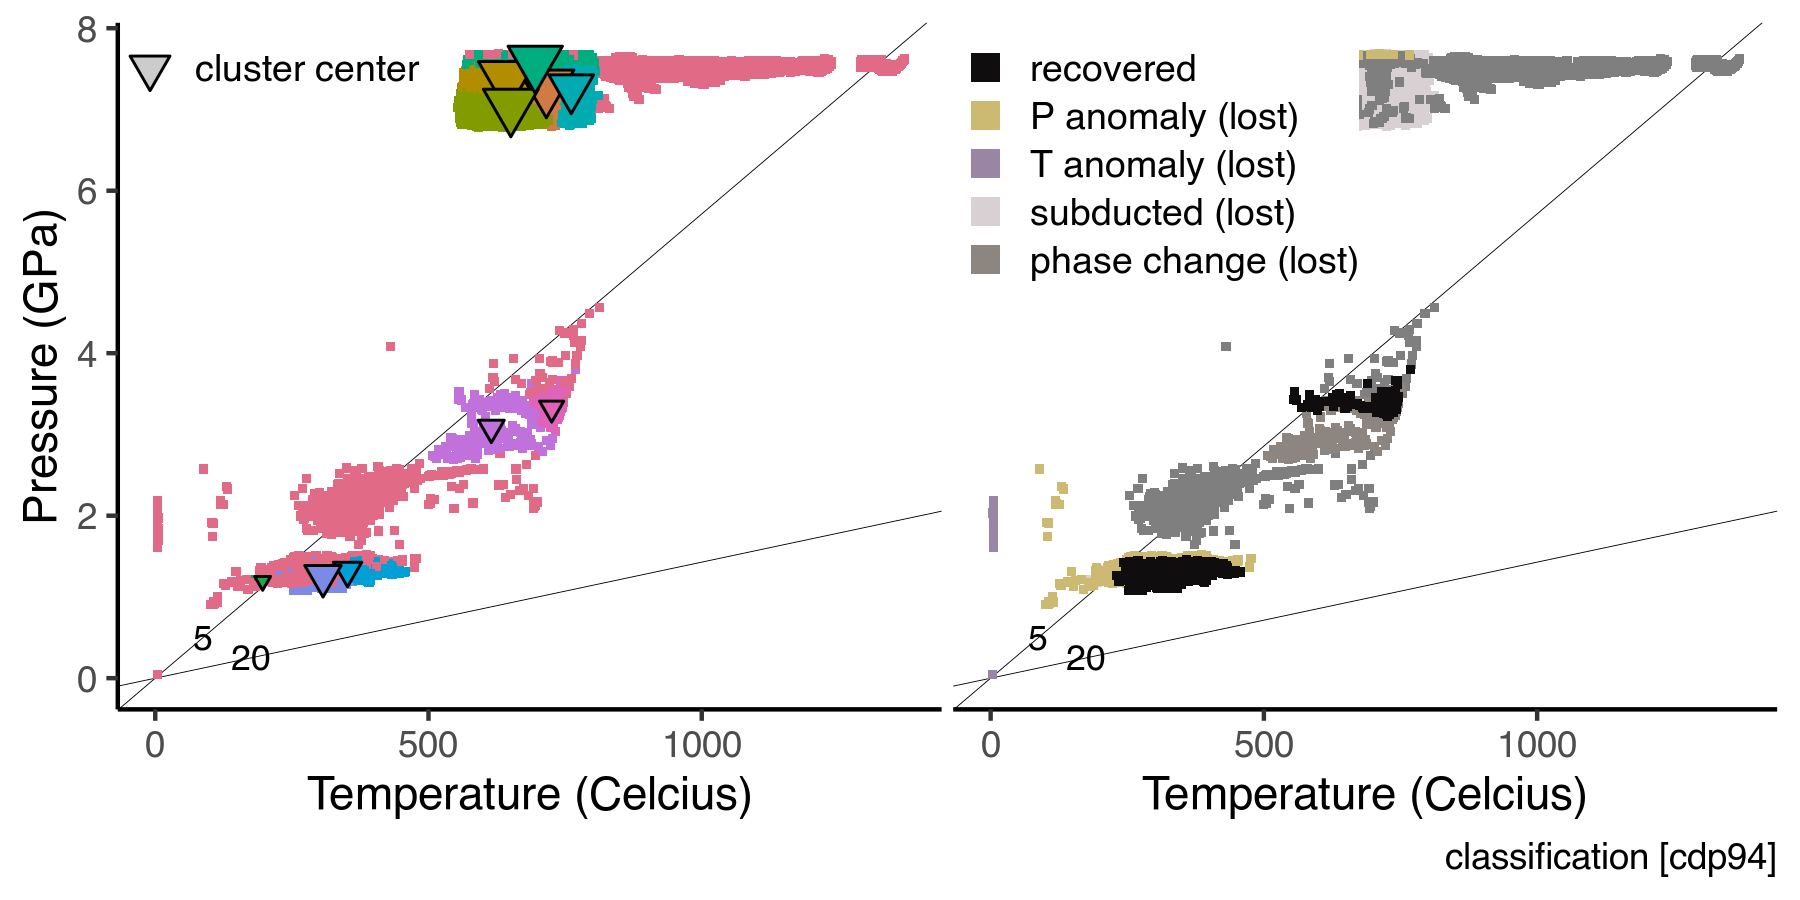 8
6
4
2
0
Pressure (GPa)
cluster center
5
20
0
500
1000
Temperature (Celcius)
recovered
P anomaly (lost)
T anomaly (lost)
subducted (lost)
phase change (lost)
5
20
0
500
1000
Temperature (Celcius)
classification [cdp94]